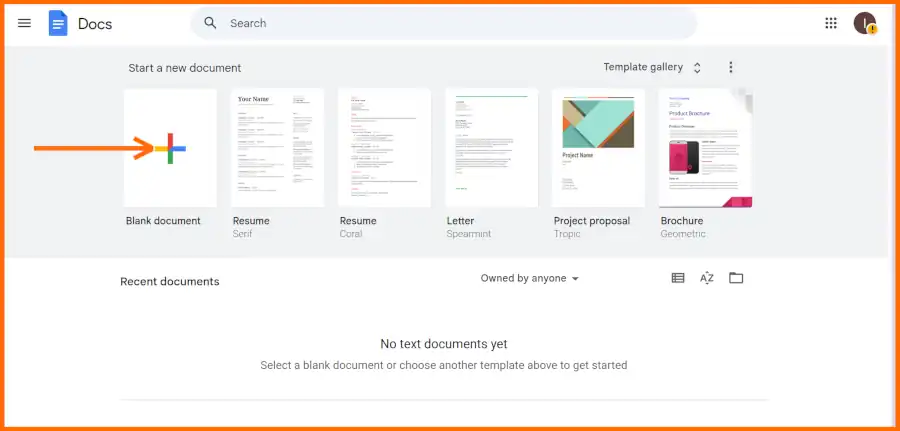 Docs
Search
I
Start a new document
Template gallery
Your Name
Product Brochure
Project Name
Blank document
Resume
Serif
Resume
Coral
Letter
Spearmint
Project proposal
Tropic
Brochure
Geometric
Recent documents
Owned by anyone
AZ
No text documents yet
Select a blank document or choose another template above to get started